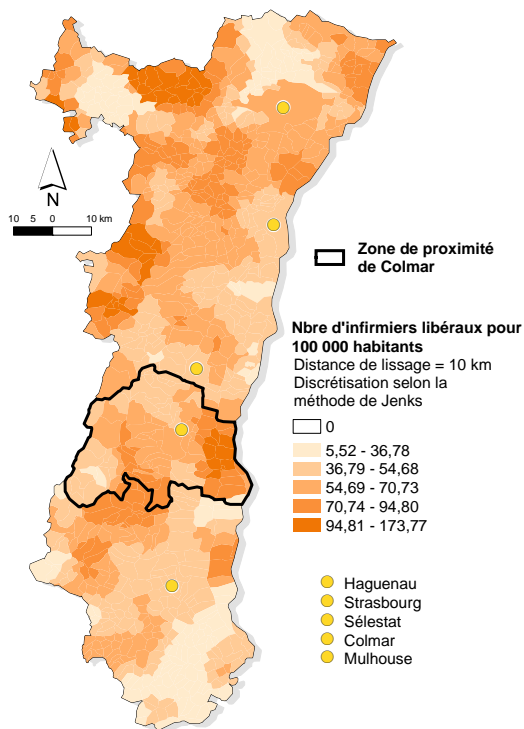 N
10 5 0 10 km
Zone de proximité
de Colmar
Nbre d'infirmiers libéraux pour
100 000 habitants
Distance de lissage = 10 km
Discrétisation selon la
méthode de Jenks
0
5,52 - 36,78
36,79 - 54,68
54,69 - 70,73
70,74 - 94,80
94,81 - 173,77
Haguenau
Strasbourg
Sélestat
Colmar
Mulhouse